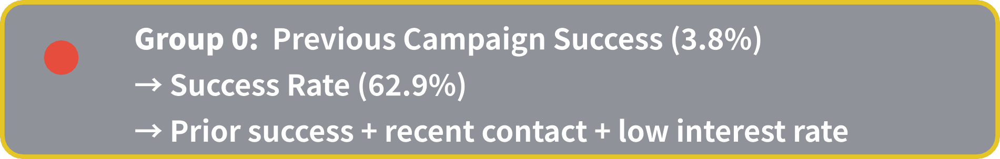 Group 0: Previous Campaign Success (3.8%)
→ Success Rate (62.9%)
→ Prior success + recent contact + low interest rate